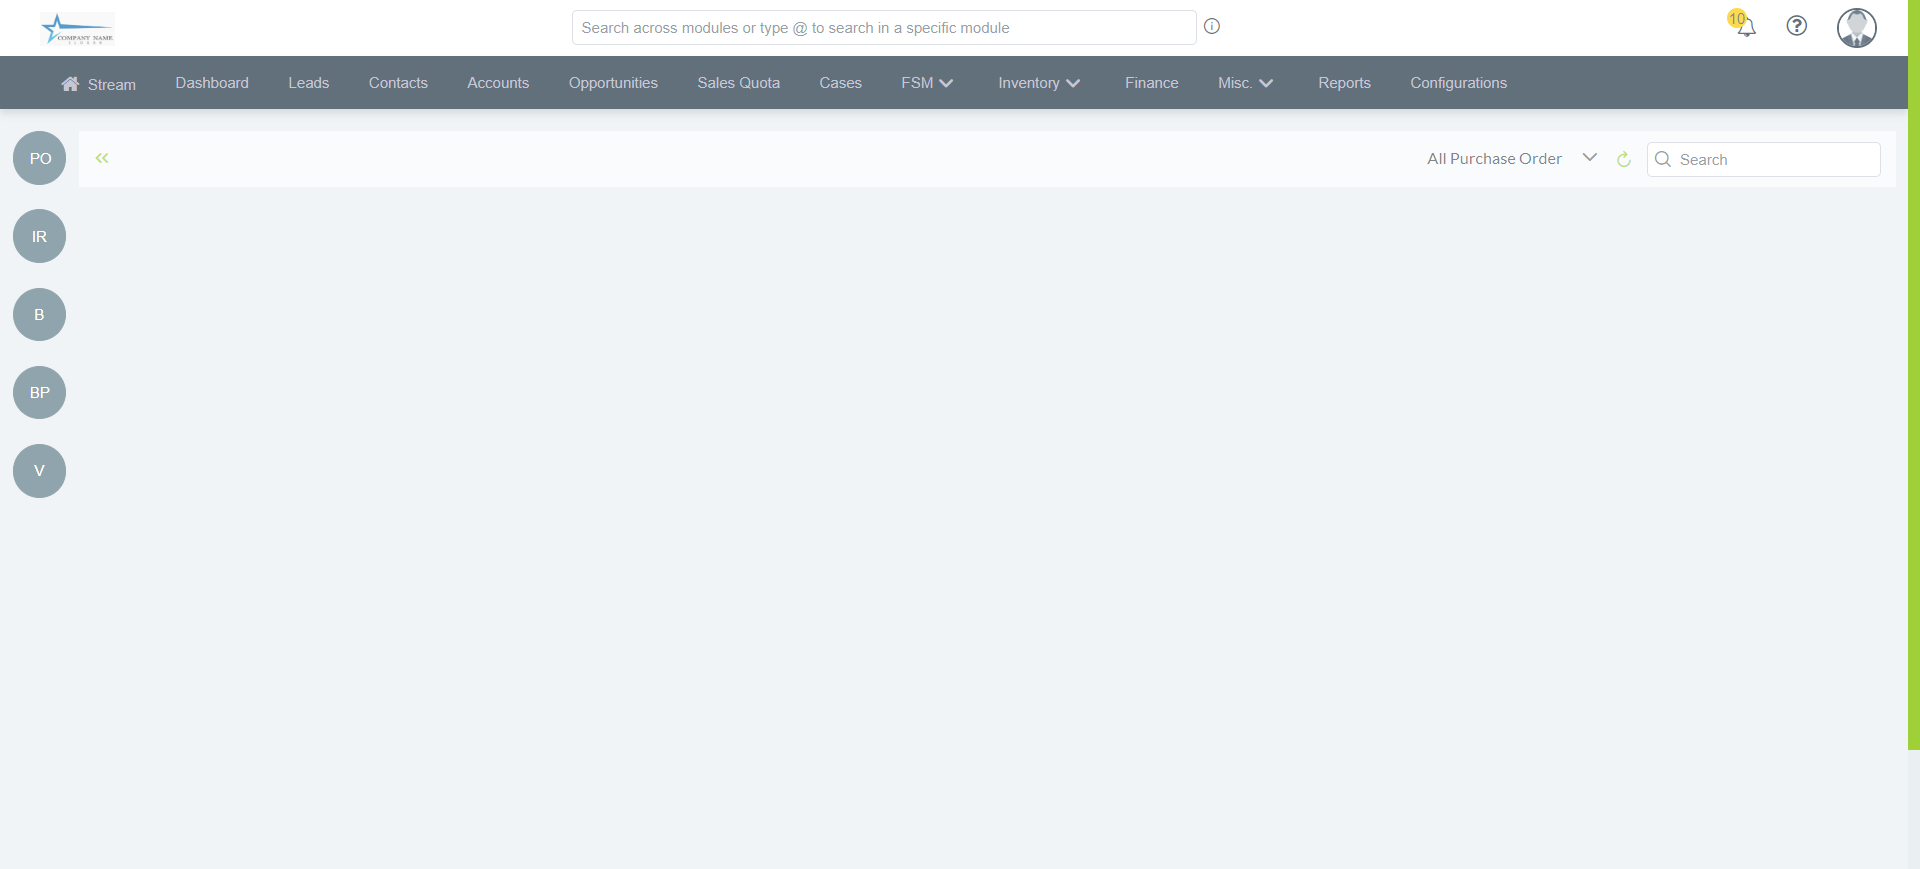 COMPANY NAME
Search across modules or type @ to search in a specific module
10
Stream
Dashboard
Leads
Contacts
Accounts
Opportunities
Sales Quota
Cases
FSM
Inventory
Finance
Misc.
Reports
Configurations
PO
All Purchase Order
Search
IR
B
BP
V